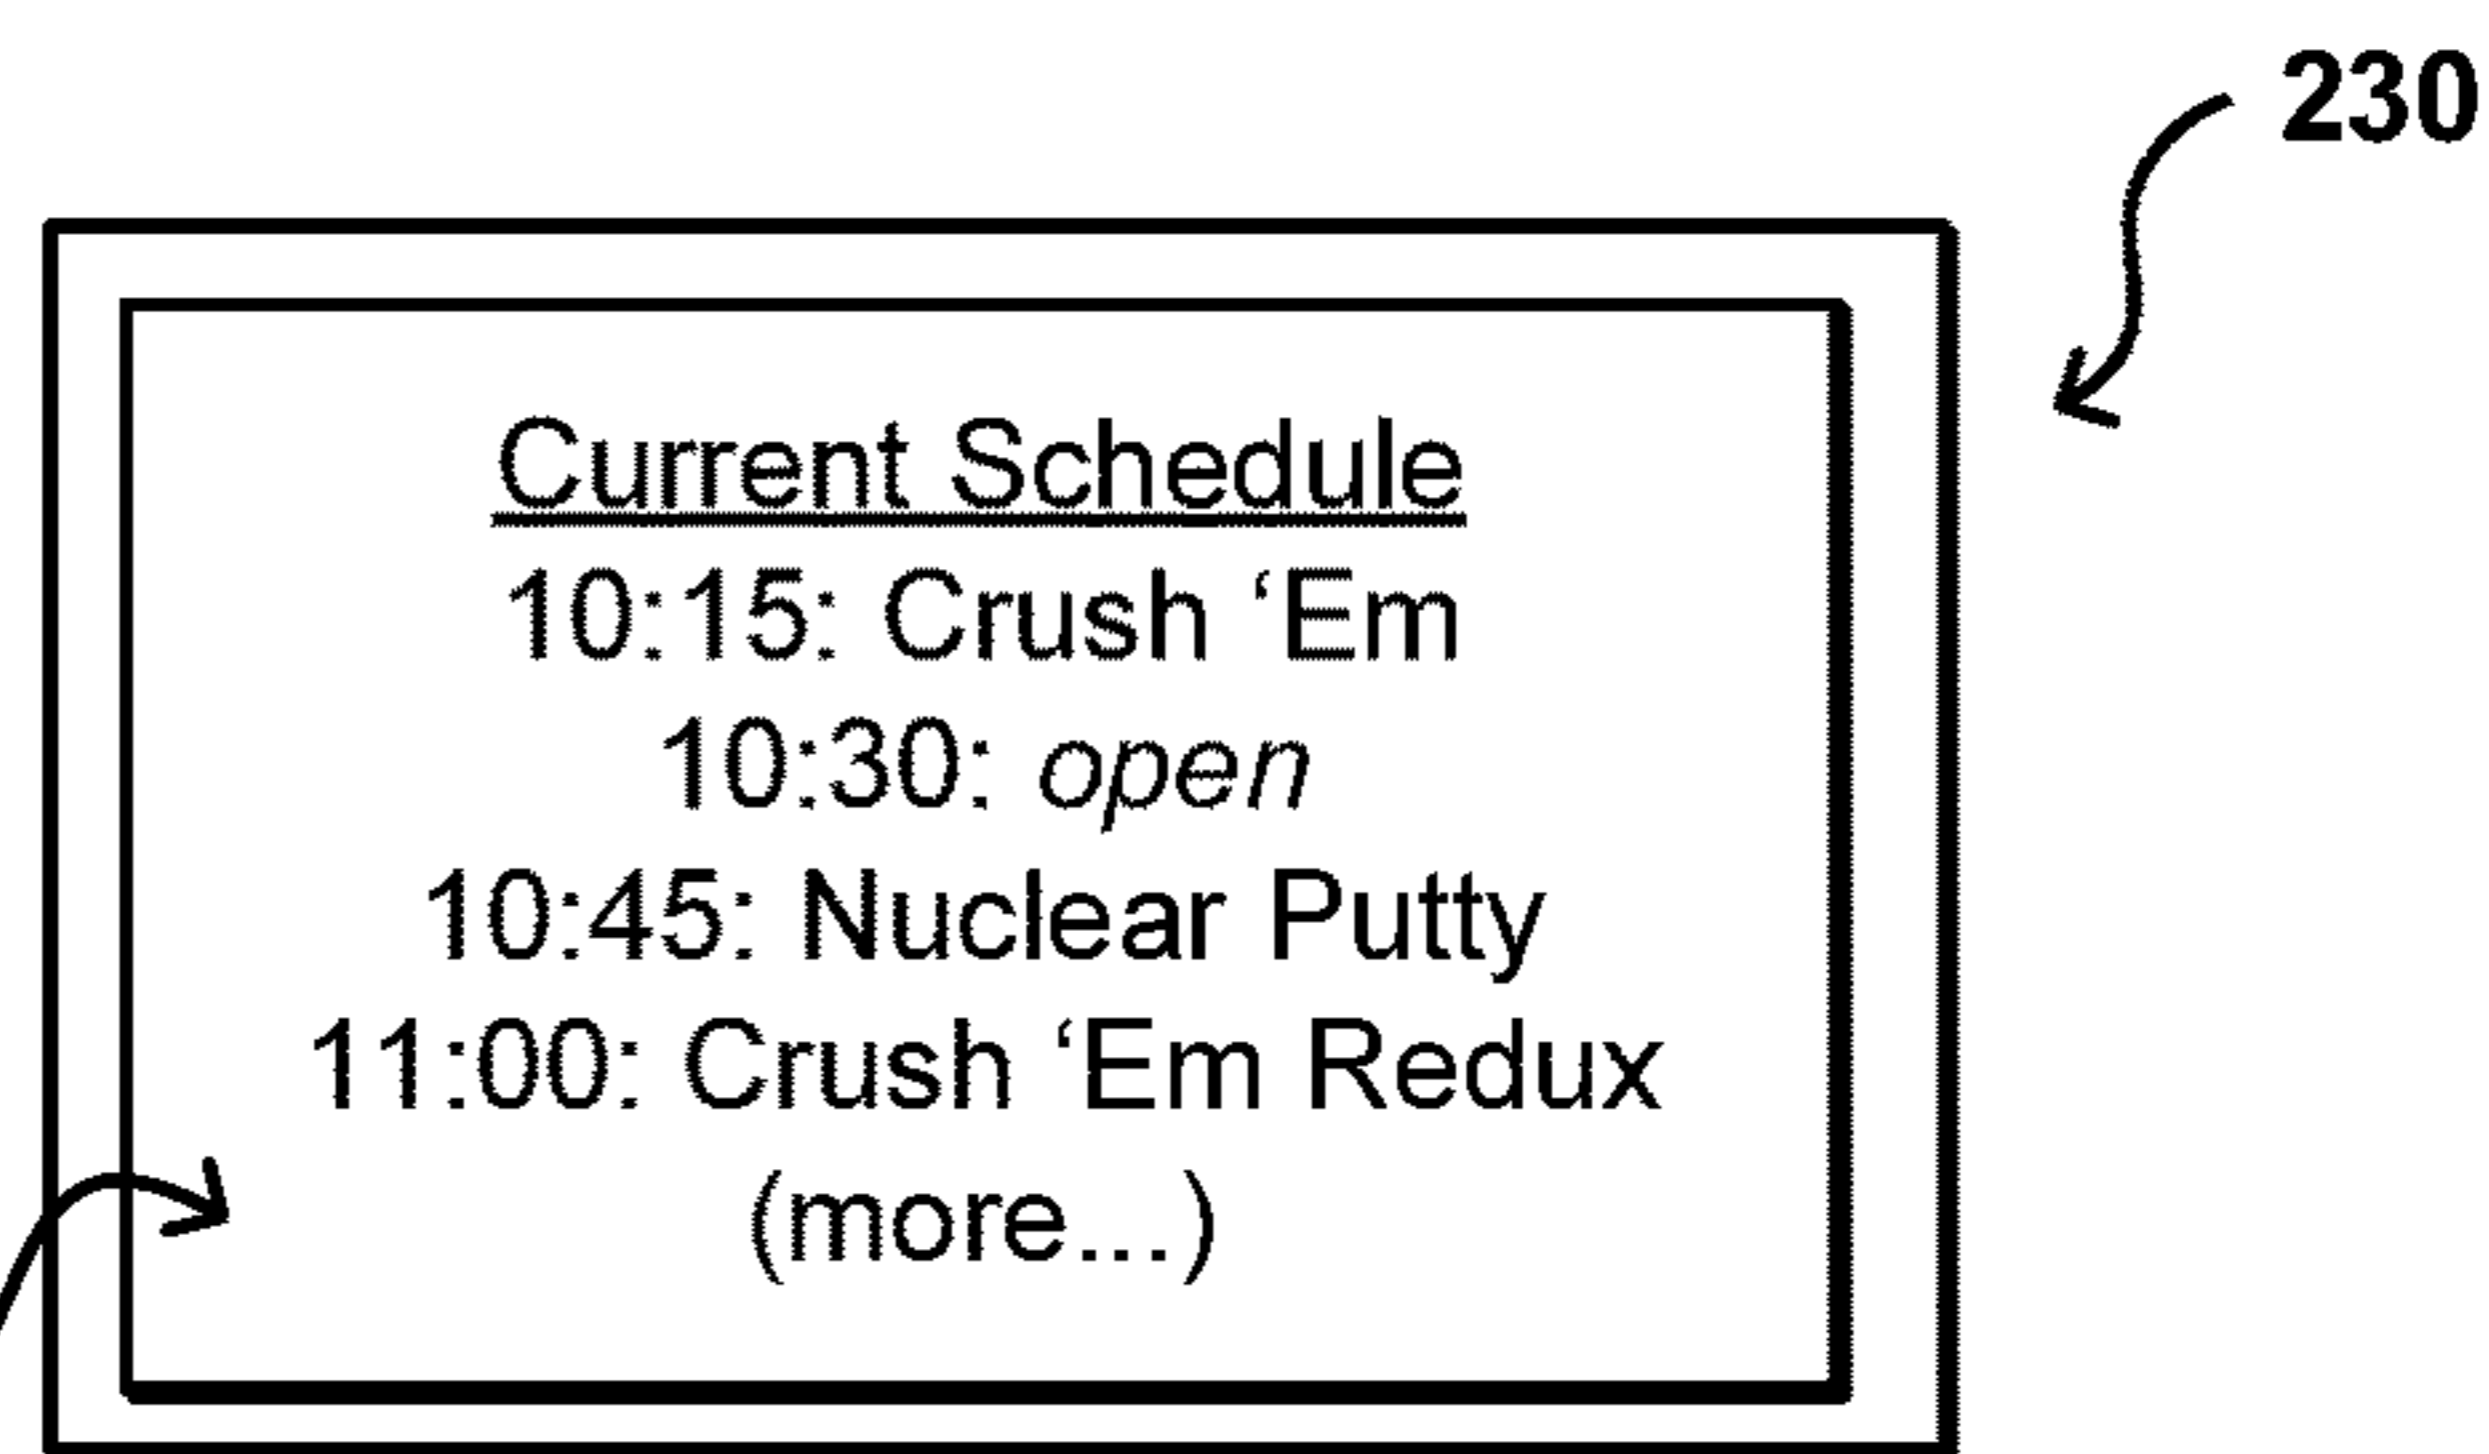 230
Current Schedule
10:15: Crush ‘Em
10:30: open
10:45: Nuclear Putty
11:00: Crush ‘Em Redux
(more...)